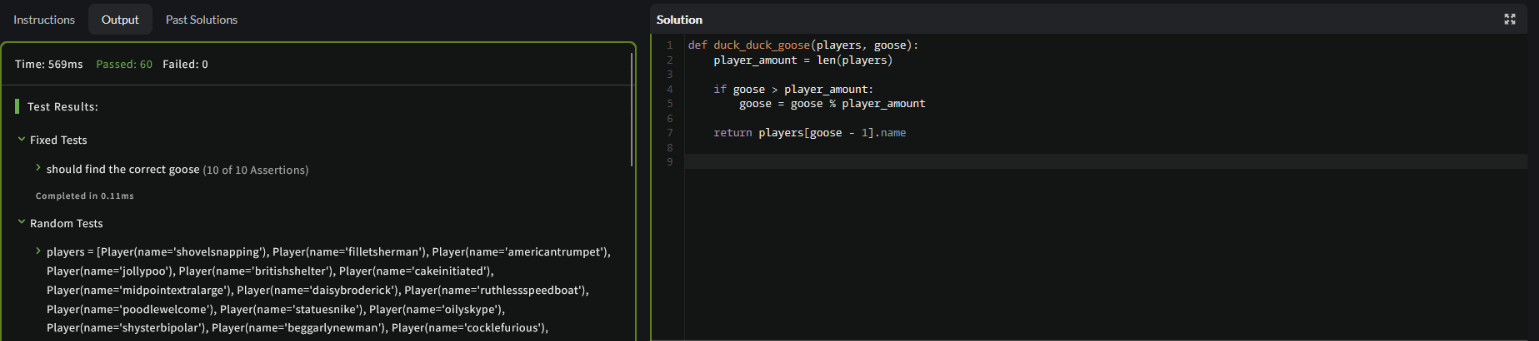 Instructions
Output
Past Solutions
Time: 569ms Passed: 60 Failed: 0
Test Results:
Fixed Tests
should find the correct goose (10 of 10 Assertions)
Completed in 0.11ms
Random Tests
players = [Player(name='shovelsnapping'), Player(name='filletsherman'), Player(name='americantrumpet'),
Player(name='jollypoo'), Player(name='britishshelter'), Player(name='cakeinitiated'),
Player(name='midpointextralarge'), Player(name='daisybroderick'), Player(name='ruthlessspeedboat'),
Player(name='poodlewelcome'), Player(name='statuesnike'), Player(name='oilyskype'),
Player(name='shysterbipolar'), Player(name='beggarlynewman'), Player(name='cocklefurious'),
Solution
1 def duck_duck_goose(players, goose):
2     player_amount = len(players)
3
4     if goose > player_amount:
5         goose = goose % player_amount
6
7     return players[goose - 1].name
8
9